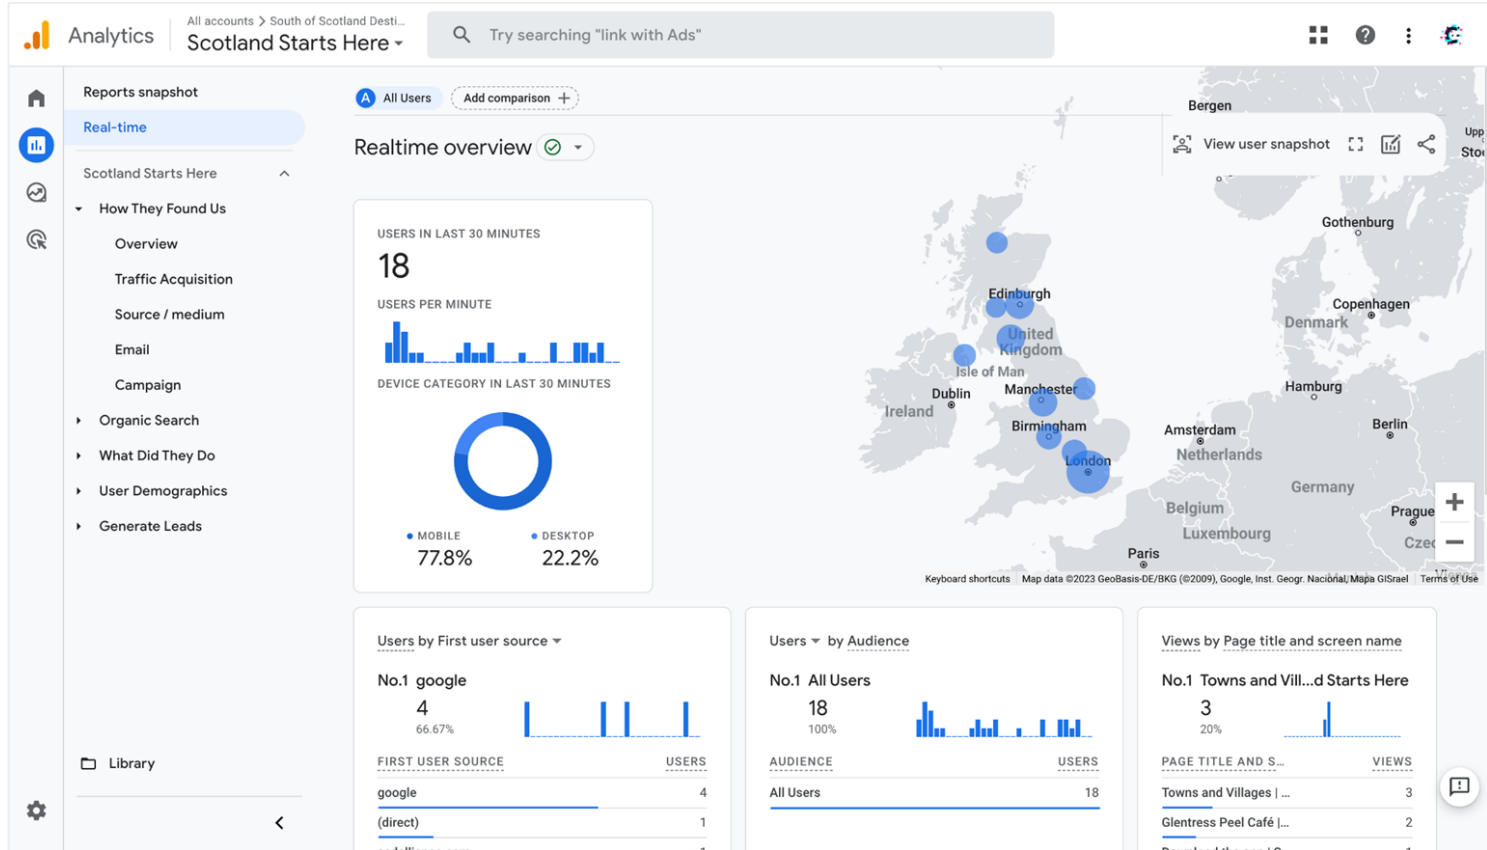 Analytics
All accounts > South of Scotland Desti...
Scotland Starts Here
Try searching "link with Ads"
Reports snapshot
Real-time
Scotland Starts Here
How They Found Us
Overview
Traffic Acquisition
Source / medium
Email
Campaign
Organic Search
What Did They Do
User Demographics
Generate Leads
Library
A All Users
Add comparison +
Realtime overview
View user snapshot
USERS IN LAST 30 MINUTES
18
USERS PER MINUTE
DEVICE CATEGORY IN LAST 30 MINUTES
MOBILE
77.8%
DESKTOP
22.2%
Bergen
Upp
Sto
Gothenburg
Edinburgh
Copenhagen
Denmark
United
Kingdom
Isle of Man
Hamburg
Manchester
Dublin
Ireland
Birmingham
Amsterdam
Berlin
Netherlands
London
Germany
Belgium
Prague
Luxembourg
Czec
Paris
Keyboard shortcuts
Map data ©2023 GeoBasis-DE/BKG (©2009), Google, Inst. Geogr. Nacional, Mapa GISrael
Terms of Use
Users by First user source
No.1 google
4
66.67%
FIRST USER SOURCE USERS
google 4
(direct) 1
Users by Audience
No.1 All Users
18
100%
AUDIENCE USERS
All Users 18
Views by Page title and screen name
No.1 Towns and Vill...d Starts Here
3
20%
PAGE TITLE AND S... VIEWS
Towns and Villages | ... 3
Glentress Peel Café |... 2